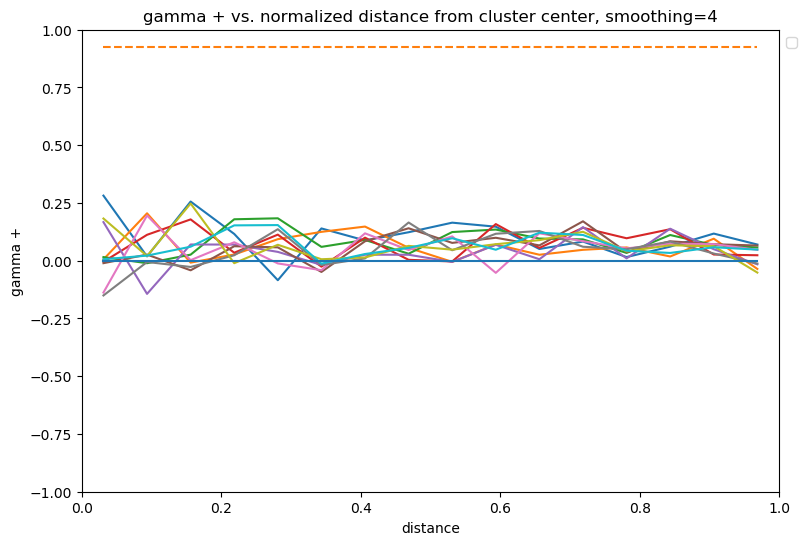 gamma + vs. normalized distance from cluster center, smoothing=4
1.00
0.75
0.50
0.25
0.00
−0.25
−0.50
−0.75
−1.00
gamma +
0.0 0.2 0.4 0.6 0.8 1.0
distance